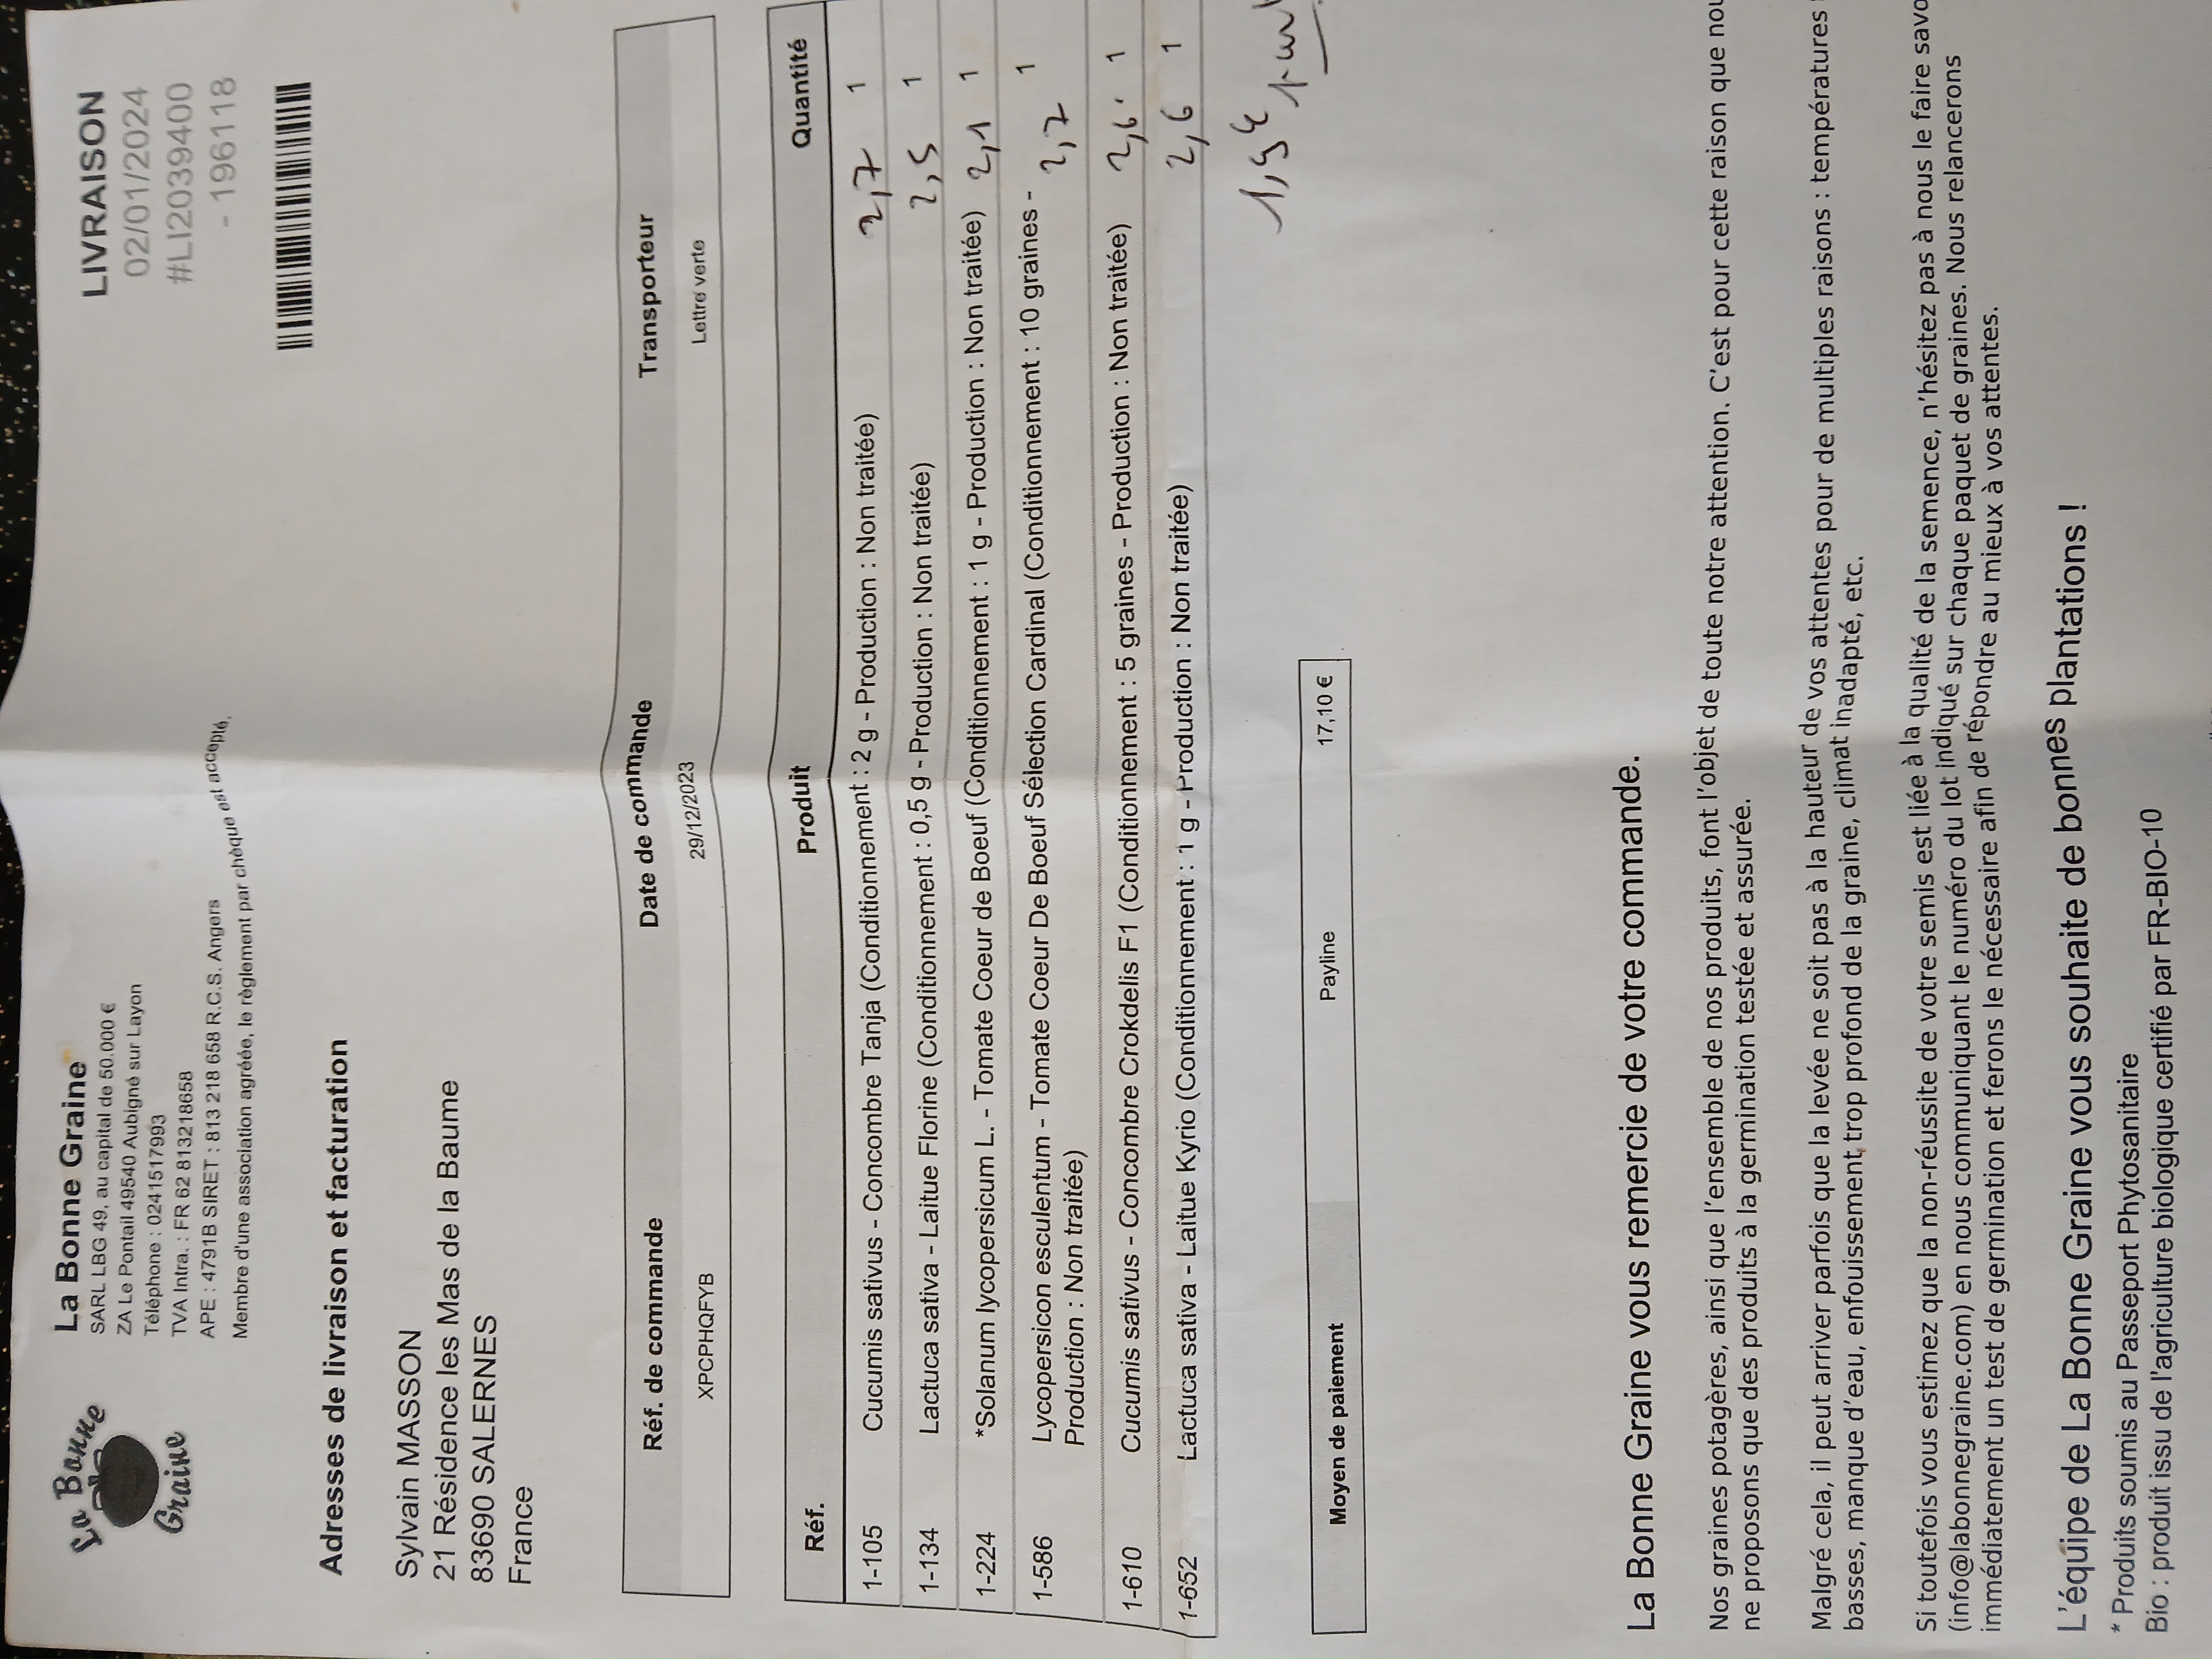 La Bonne
Graine
La Bonne Graine
SARL LBG 49, au capital de 50.000 €
ZA Le Pontail 49540 Aubigné sur Layon
Téléphone : 0241517993
TVA Intra. : FR 62 813218658
APE : 4791B SIRET : 813 218 658 R.C.S. Angers
Membre d'une association agréée, le règlement par chèque est accepté.
LIVRAISON
02/01/2024
#LI2039400
- 196118
Adresses de livraison et facturation
Sylvain MASSON
21 Résidence les Mas de la Baume
83690 SALERNES
France
Réf. de commande Date de commande Transporteur
XPCPHQFYB 29/12/2023 Lettre verte
Réf. Produit Quantité
1-105 Cucumis sativus - Concombre Tanja (Conditionnement : 2 g - Production : Non traitée) 2,7 1
1-134 Lactuca sativa - Laitue Florine (Conditionnement : 0,5 g - Production : Non traitée) 2,5 1
1-224 *Solanum lycopersicum L. - Tomate Coeur de Boeuf (Conditionnement : 1 g - Production : Non traitée) 2,1 1
1-586 Lycopersicon esculentum - Tomate Coeur De Boeuf Sélection Cardinal (Conditionnement : 10 graines - 2,7 1
Production : Non traitée)
1-610 Cucumis sativus - Concombre Crokdelis F1 (Conditionnement : 5 graines - Production : Non traitée) 2,6 1
1-652 Lactuca sativa - Laitue Kyrio (Conditionnement : 1 g - Production : Non traitée) 2,6 1
1,9 €
Moyen de paiement Payline 17,10 €
La Bonne Graine vous remercie de votre commande.
Nos graines potagères, ainsi que l'ensemble de nos produits, font l'objet de toute notre attention. C'est pour cette raison que nou
ne proposons que des produits à la germination testée et assurée.
Malgré cela, il peut arriver parfois que la levée ne soit pas à la hauteur de vos attentes pour de multiples raisons : températures
basses, manque d'eau, enfouissement trop profond de la graine, climat inadapté, etc.
Si toutefois vous estimez que la non-réussite de votre semis est liée à la qualité de la semence, n'hésitez pas à nous le faire savo
(info@labonnegraine.com) en nous communiquant le numéro du lot indiqué sur chaque paquet de graines. Nous relancerons
immédiatement un test de germination et ferons le nécessaire afin de répondre au mieux à vos attentes.
L'équipe de La Bonne Graine vous souhaite de bonnes plantations !
* Produits soumis au Passeport Phytosanitaire
Bio : produit issu de l'agriculture biologique certifié par FR-BIO-10